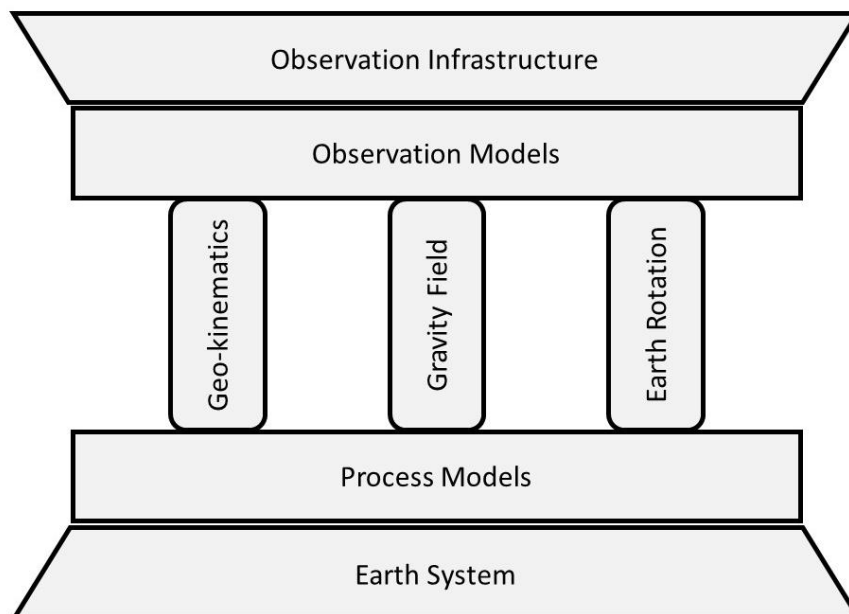 Observation Infrastructure
Observation Models
Geo-kinematics
Gravity Field
Earth Rotation
Process Models
Earth System